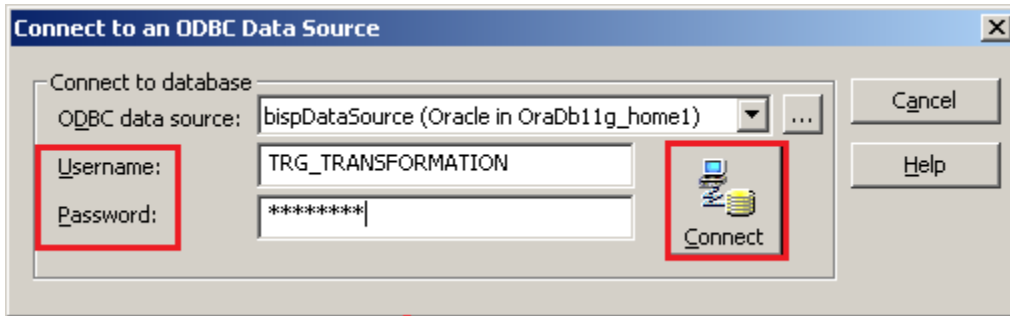 Connect to an ODBC Data Source
Connect to database
ODBC data source:
bispDataSource (Oracle in OraDb11g_home1)
...
Cancel
Username:
TRG_TRANSFORMATION
Help
Password:
********
Connect